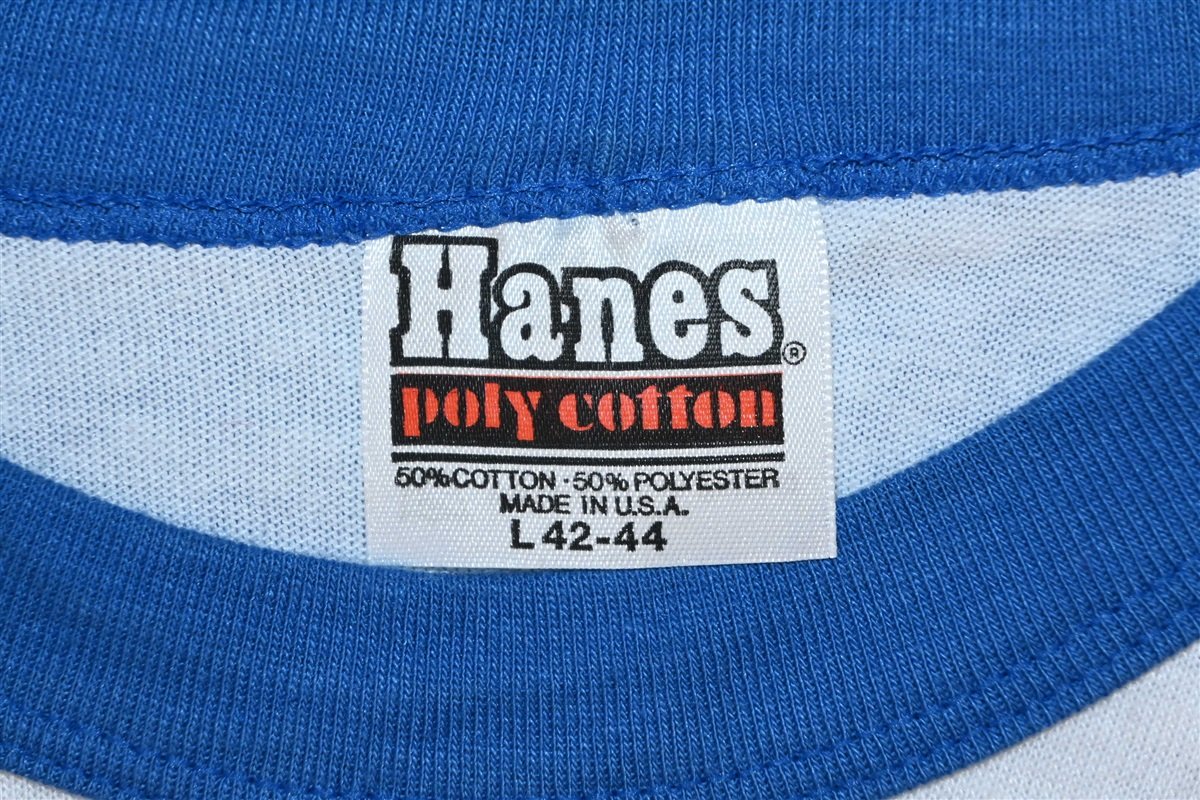 Hanes®
poly cotton
50% COTTON · 50% POLYESTER
MADE IN U.S.A.
L 42-44